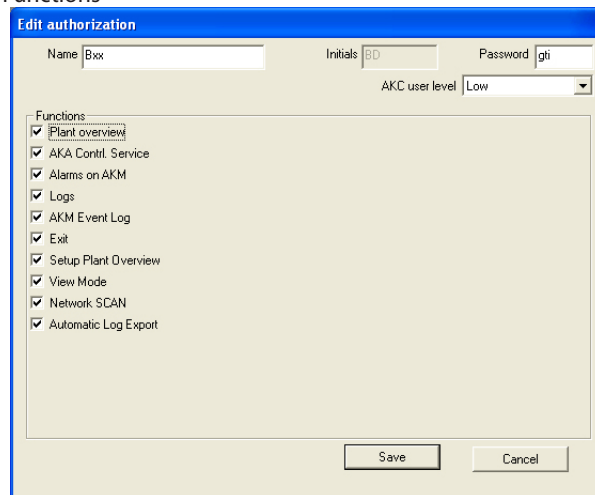 Functions
Edit authorization
Name Bxx Initials BD Password gti
AKC user level Low
Functions
Plant overview
AKA Contrl. Service
Alarms on AKM
Logs
AKM Event Log
Exit
Setup Plant Overview
View Mode
Network SCAN
Automatic Log Export
Save Cancel